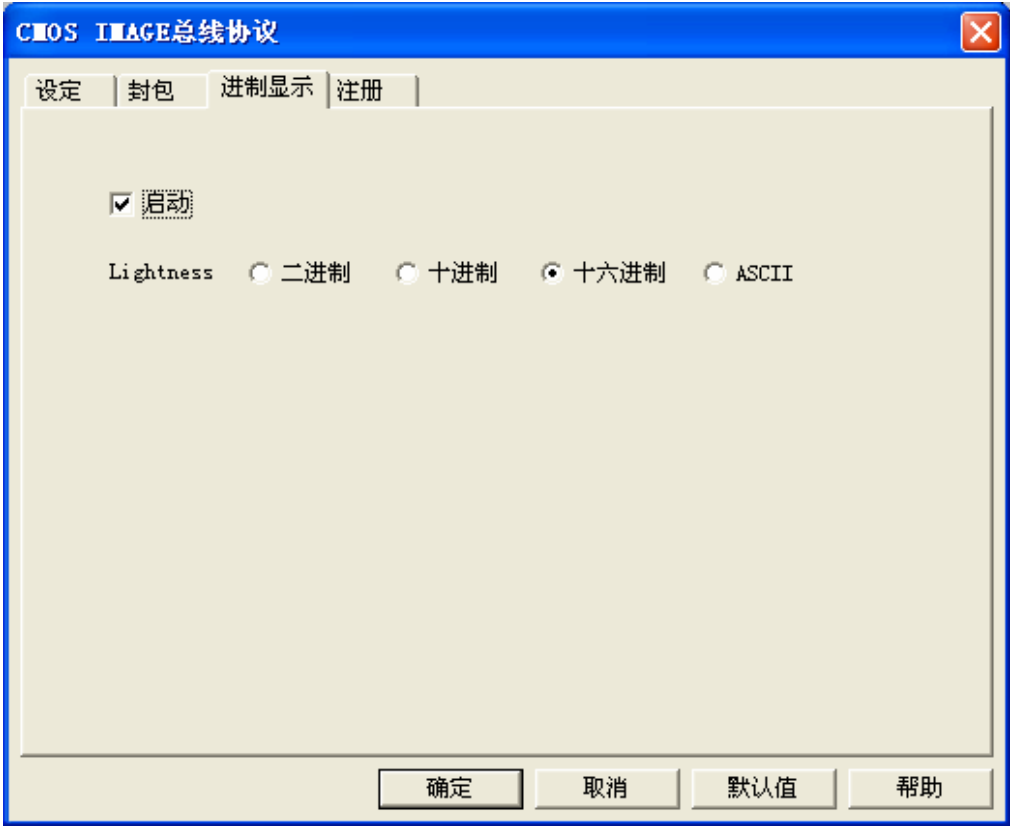 CMOS IMAGE总线协议
设定 封包 进制显示 注册
启动
Lightness 二进制 十进制 十六进制 ASCII
确定 取消 默认值 帮助